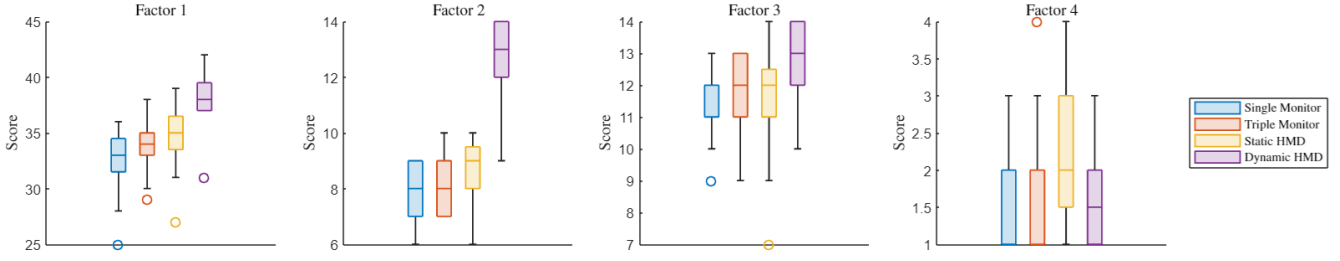 Factor 1
45
40
35
30
25
Score
Factor 2
14
12
10
8
6
Score
Factor 3
14
13
12
11
10
9
8
7
Score
Factor 4
4
3.5
3
2.5
2
1.5
1
Score
Single Monitor
Triple Monitor
Static HMD
Dynamic HMD